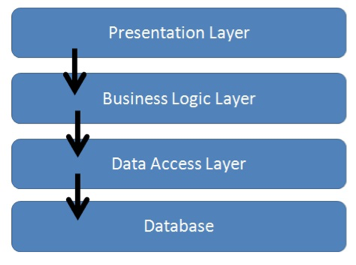 Presentation Layer
Business Logic Layer
Data Access Layer
Database